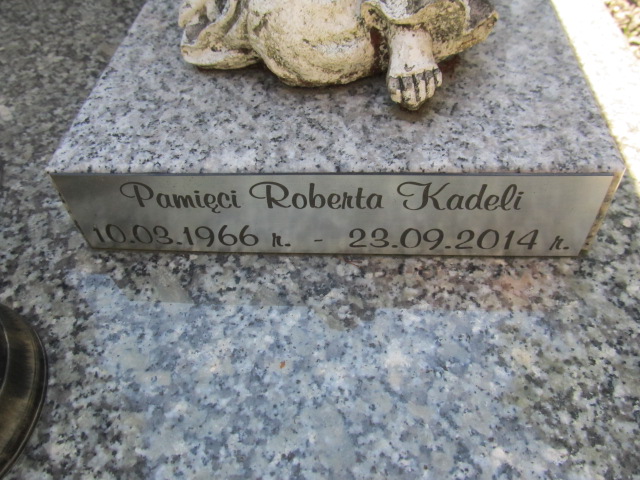 Pamięci Roberta Kadeli
10.03.1966 r. - 23.09.2014 r.